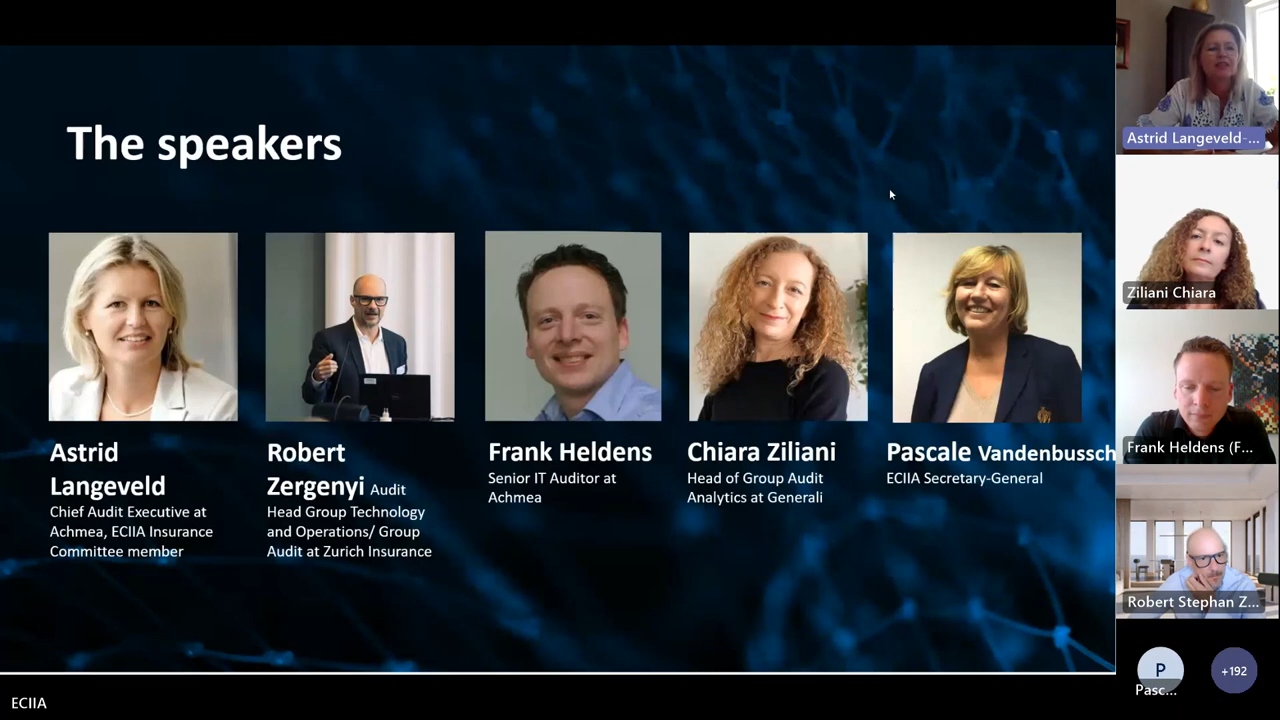 The speakers
Astrid
Langeveld
Chief Audit Executive at
Achmea, ECIIA Insurance
Committee member
Robert
Zergenyi Audit
Head Group Technology
and Operations/ Group
Audit at Zurich Insurance
Frank Heldens
Senior IT Auditor at
Achmea
Chiara Ziliani
Head of Group Audit
Analytics at Generali
Pascale Vandenbussch
ECIIA Secretary-General
Astrid Langeveld-...
Ziliani Chiara
Frank Heldens (F...
Robert Stephan Z...
P
Pasc...
+192
ECIIA